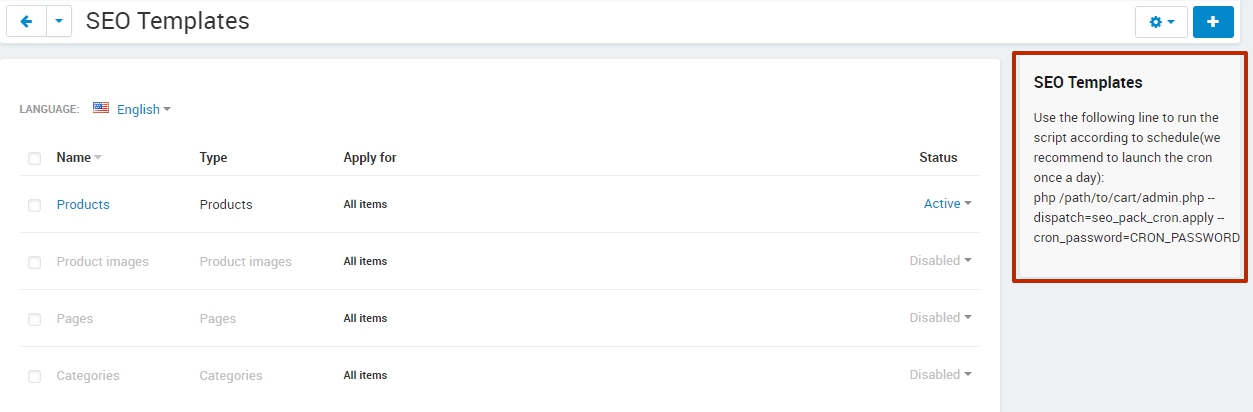 SEO Templates
LANGUAGE: English
Name Type Apply for Status
Products Products All items Active
Product images Product images All items Disabled
Pages Pages All items Disabled
Categories Categories All items Disabled
SEO Templates
Use the following line to run the
script according to schedule(we
recommend to launch the cron
once a day):
php /path/to/cart/admin.php --
dispatch=seo_pack_cron.apply --
cron_password=CRON_PASSWORD